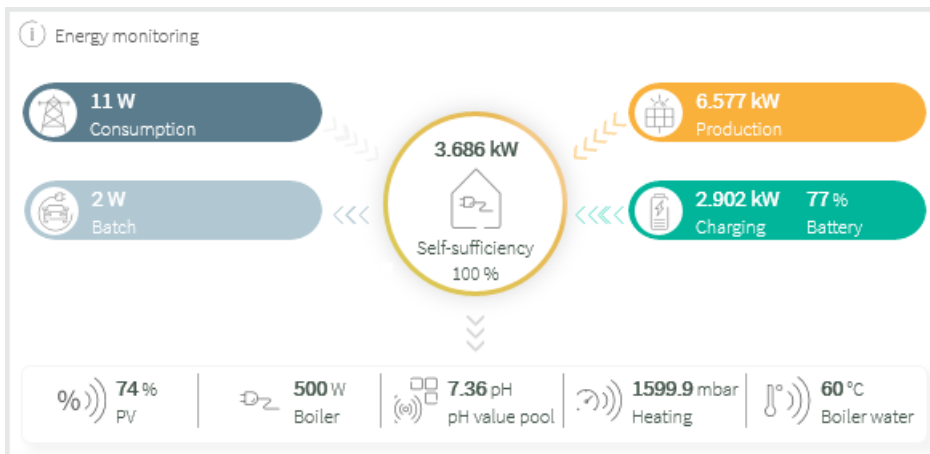 i Energy monitoring
11 W
Consumption
6.577 kW
Production
3.686 kW
2 W
Batch
2.902 kW 77 %
Charging Battery
Self-sufficiency
100 %
% 74 %
PV
500 W
Boiler
7.36 pH
pH value pool
1599.9 mbar
Heating
60 °C
Boiler water